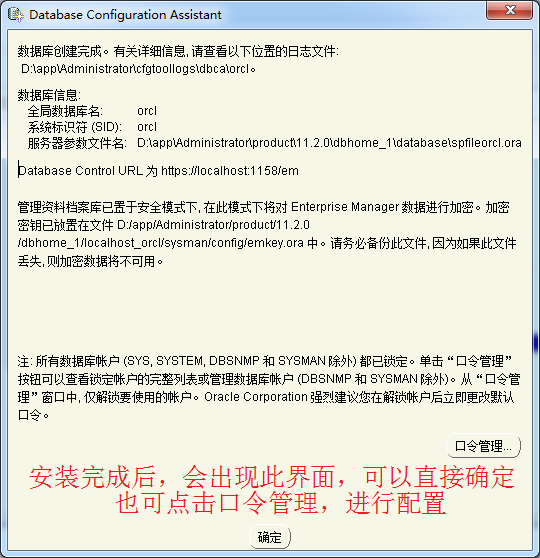 Database Configuration Assistant
数据库创建完成。有关详细信息, 请查看以下位置的日志文件:
D:\app\Administrator\cfgtoollogs\dbca\orcl。
数据库信息:
全局数据库名: orcl
系统标识符 (SID): orcl
服务器参数文件名: D:\app\Administrator\product\11.2.0\dbhome_1\database\spfileorcl.ora
Database Control URL 为 https://localhost:1158/em
管理资料档案库已置于安全模式下, 在此模式下将对 Enterprise Manager 数据进行加密。加密
密钥已放置在文件 D:/app/Administrator/product/11.2.0
/dbhome_1/localhost_orcl/sysman/config/emkey.ora 中。请务必备份此文件, 因为如果此文件
丢失, 则加密数据将不可用。
注: 所有数据库帐户 (SYS, SYSTEM, DBSNMP 和 SYSMAN 除外) 都已锁定。单击“口令管理”
按钮可以查看锁定帐户的完整列表或管理数据库帐户 (DBSNMP 和 SYSMAN 除外)。从“口令管
理”窗口中, 仅解锁要使用的帐户。Oracle Corporation 强烈建议您在解锁帐户后立即更改默认
口令。
口令管理...
安装完成后，会出现此界面，可以直接确定
也可点击口令管理，进行配置
确定